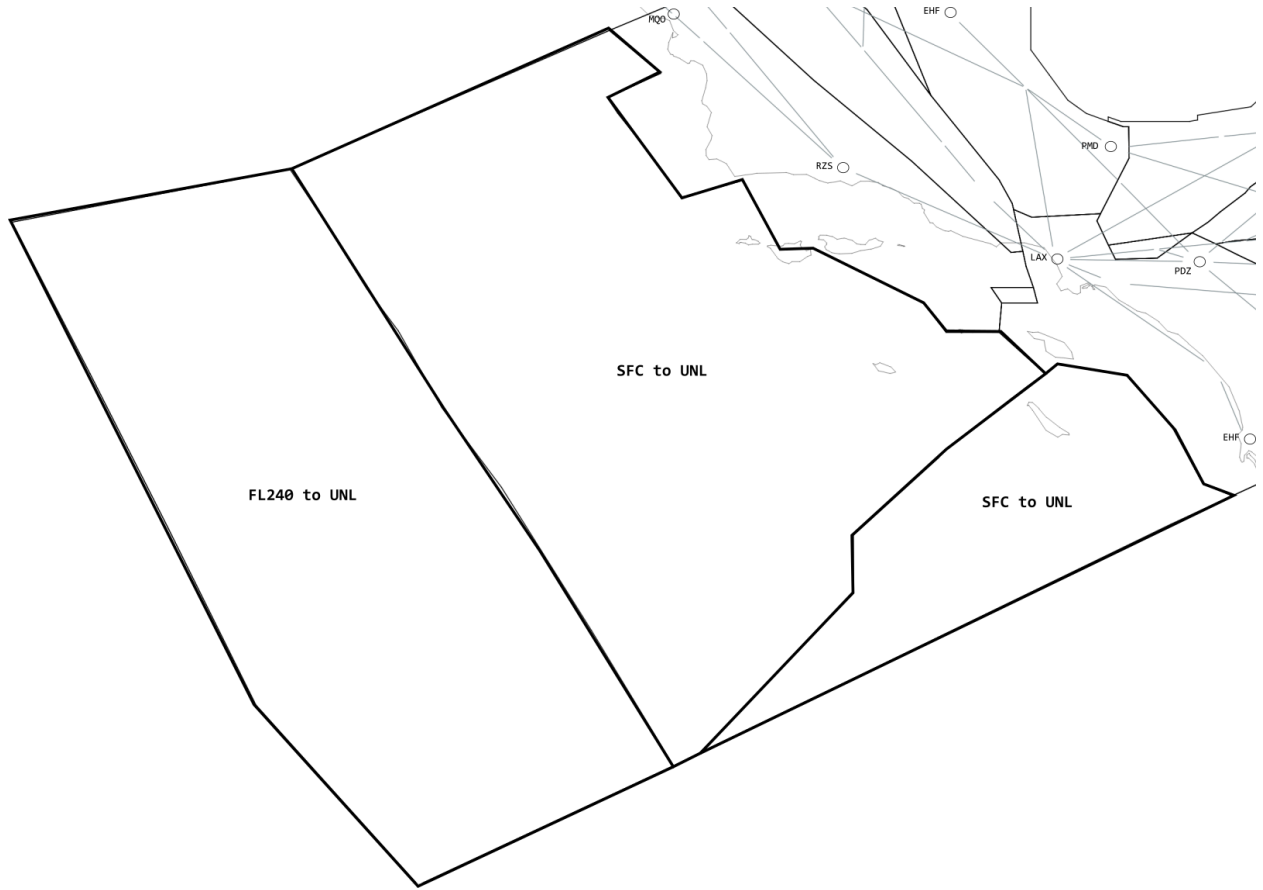 EHF
MQO
PMD
RZS
LAX
PDZ
SFC to UNL
EHF
FL240 to UNL
SFC to UNL